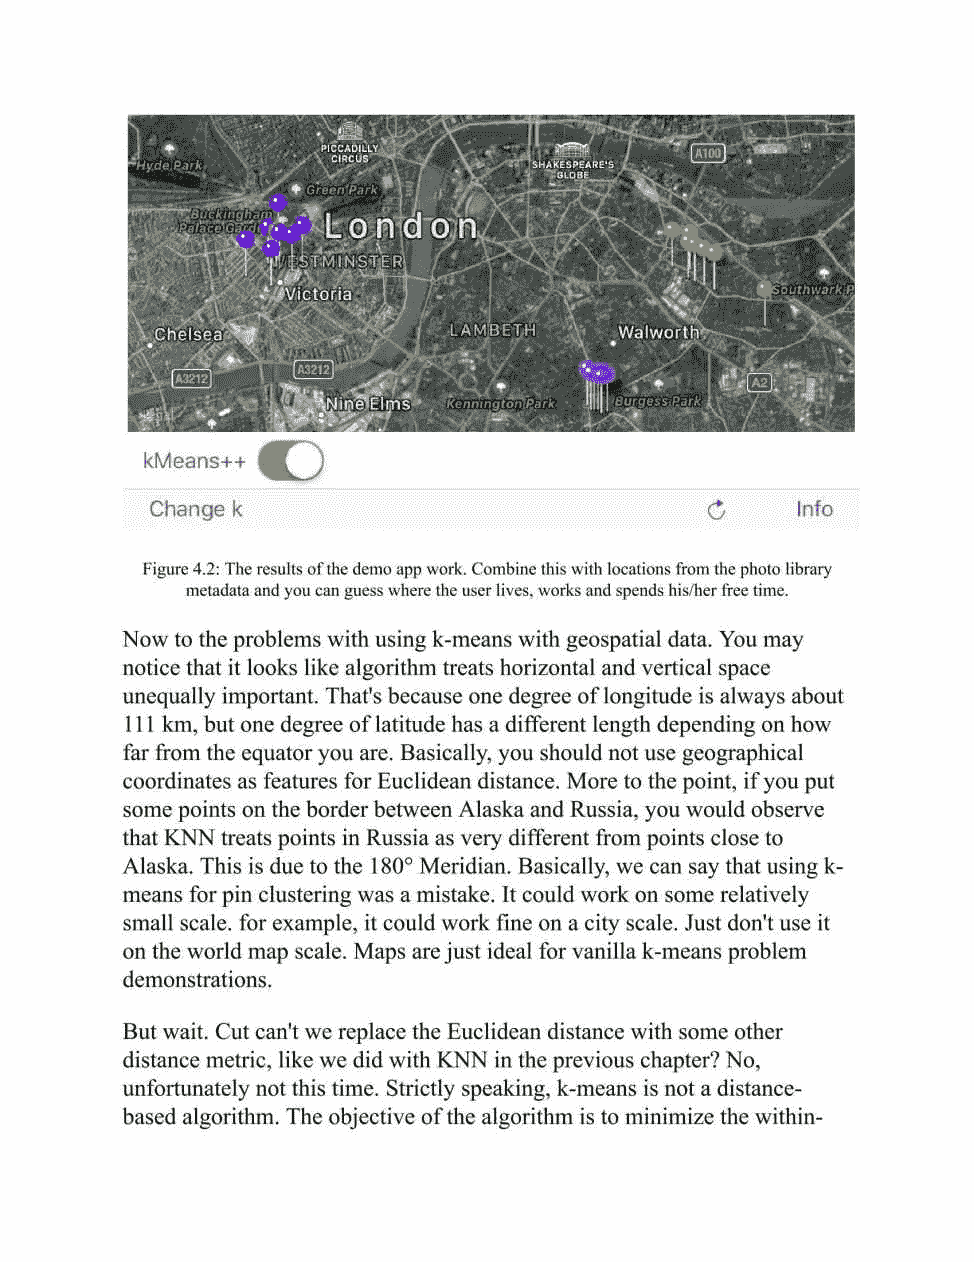 PICCADILLY
CIRCUS
SHAKESPEARE'S
GLOBE
A100
Hyde Park
Green Park
Buckingham
Palace Gard
London
WESTMINSTER
Victoria
Southwark P
Chelsea
LAMBETH
Walworth
A3212
A3212
A2
Nine Elms
Kennington Park
Burgess Park
kMeans++
Change k
Info
Figure 4.2: The results of the demo app work. Combine this with locations from the photo library
metadata and you can guess where the user lives, works and spends his/her free time.
Now to the problems with using k-means with geospatial data. You may
notice that it looks like algorithm treats horizontal and vertical space
unequally important. That's because one degree of longitude is always about
111 km, but one degree of latitude has a different length depending on how
far from the equator you are. Basically, you should not use geographical
coordinates as features for Euclidean distance. More to the point, if you put
some points on the border between Alaska and Russia, you would observe
that KNN treats points in Russia as very different from points close to
Alaska. This is due to the 180° Meridian. Basically, we can say that using k-
means for pin clustering was a mistake. It could work on some relatively
small scale. for example, it could work fine on a city scale. Just don't use it
on the world map scale. Maps are just ideal for vanilla k-means problem
demonstrations.
But wait. Cut can't we replace the Euclidean distance with some other
distance metric, like we did with KNN in the previous chapter? No,
unfortunately not this time. Strictly speaking, k-means is not a distance-
based algorithm. The objective of the algorithm is to minimize the within-